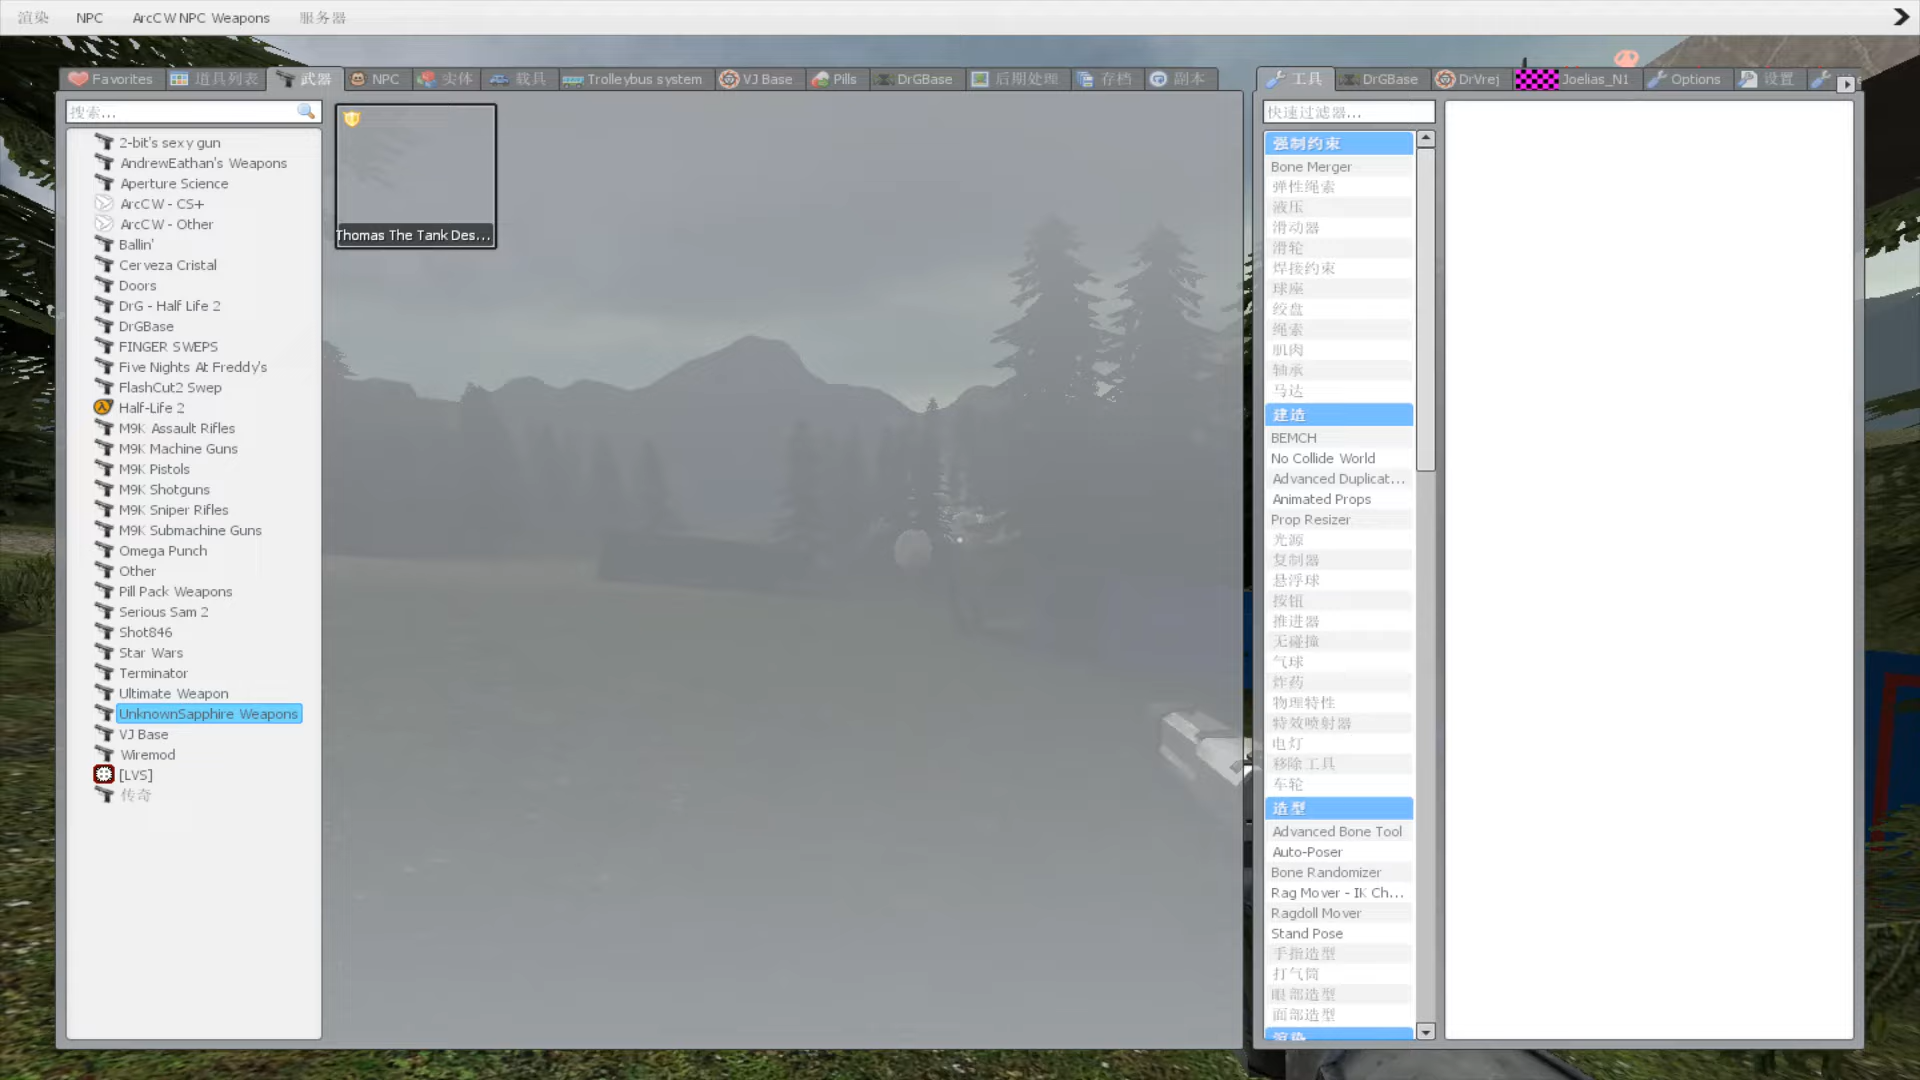 渲染 NPC ArcCW NPC Weapons 服务器
Favorites 道具列表 武器 NPC 实体 载具 Trolleybus system VJ Base Pills DrGBase 后期处理 存档 副本
工具 DrGBase DrVrej Joelias_N1 Options 设置
搜索...
2-bit's sexy gun
AndrewEathan's Weapons
Aperture Science
ArcCW - CS+
ArcCW - Other
Ballin'
Cerveza Cristal
Doors
DrG - Half Life 2
DrGBase
FINGER SWEPS
Five Nights At Freddy's
FlashCut2 Swep
Half-Life 2
M9K Assault Rifles
M9K Machine Guns
M9K Pistols
M9K Shotguns
M9K Sniper Rifles
M9K Submachine Guns
Omega Punch
Other
Pill Pack Weapons
Serious Sam 2
Shot846
Star Wars
Terminator
Ultimate Weapon
UnknownSapphire Weapons
VJ Base
Wiremod
[LVS]
传奇
Thomas The Tank Des...
快速过滤器...
强制约束
Bone Merger
弹性绳索
液压
滑动器
滑轮
焊接约束
球座
绞盘
绳索
肌肉
轴承
马达
建造
BEMCH
No Collide World
Advanced Duplicat...
Animated Props
Prop Resizer
光源
复制器
悬浮球
按钮
推进器
无碰撞
气球
炸药
物理特性
特效喷射器
电灯
移除工具
车轮
造型
Advanced Bone Tool
Auto-Poser
Bone Randomizer
Rag Mover - IK Ch...
Ragdoll Mover
Stand Pose
手指造型
打气筒
眼部造型
面部造型
渲染